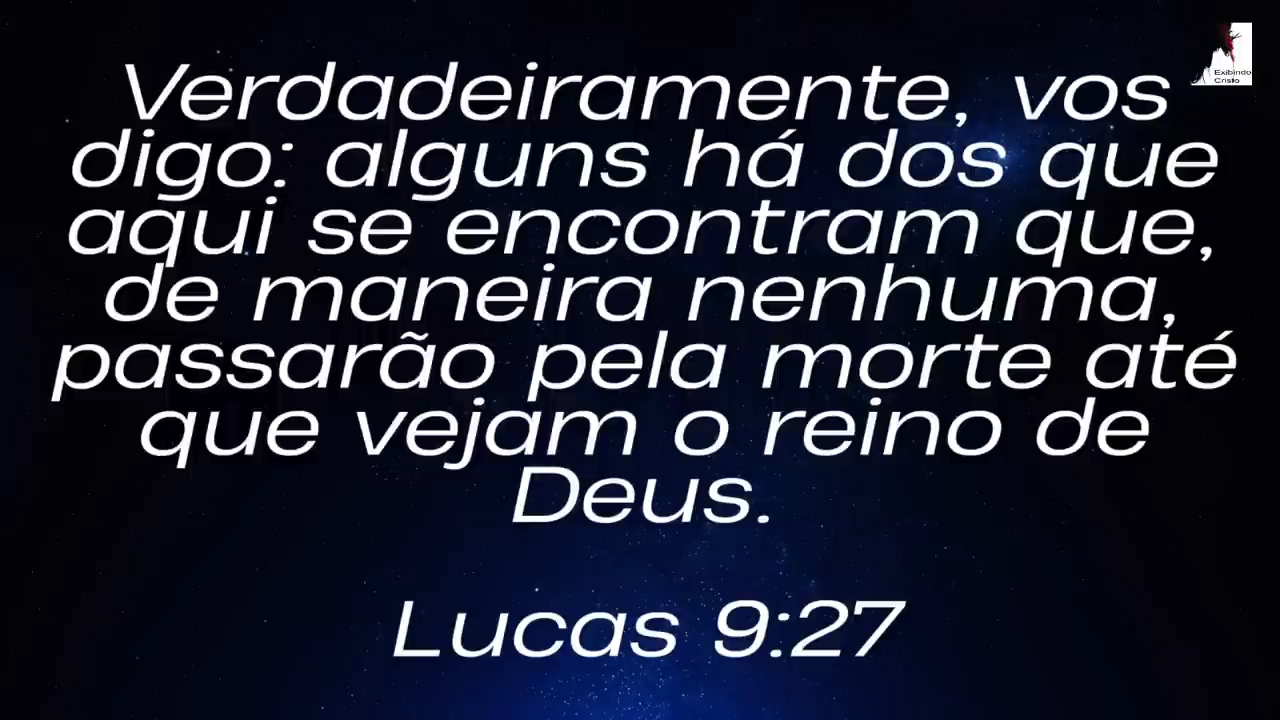 Exibindo
Cristo
Verdadeiramente, vos
digo: alguns há dos que
aqui se encontram que,
de maneira nenhuma,
passarão pela morte até
que vejam o reino de
Deus.
Lucas 9:27